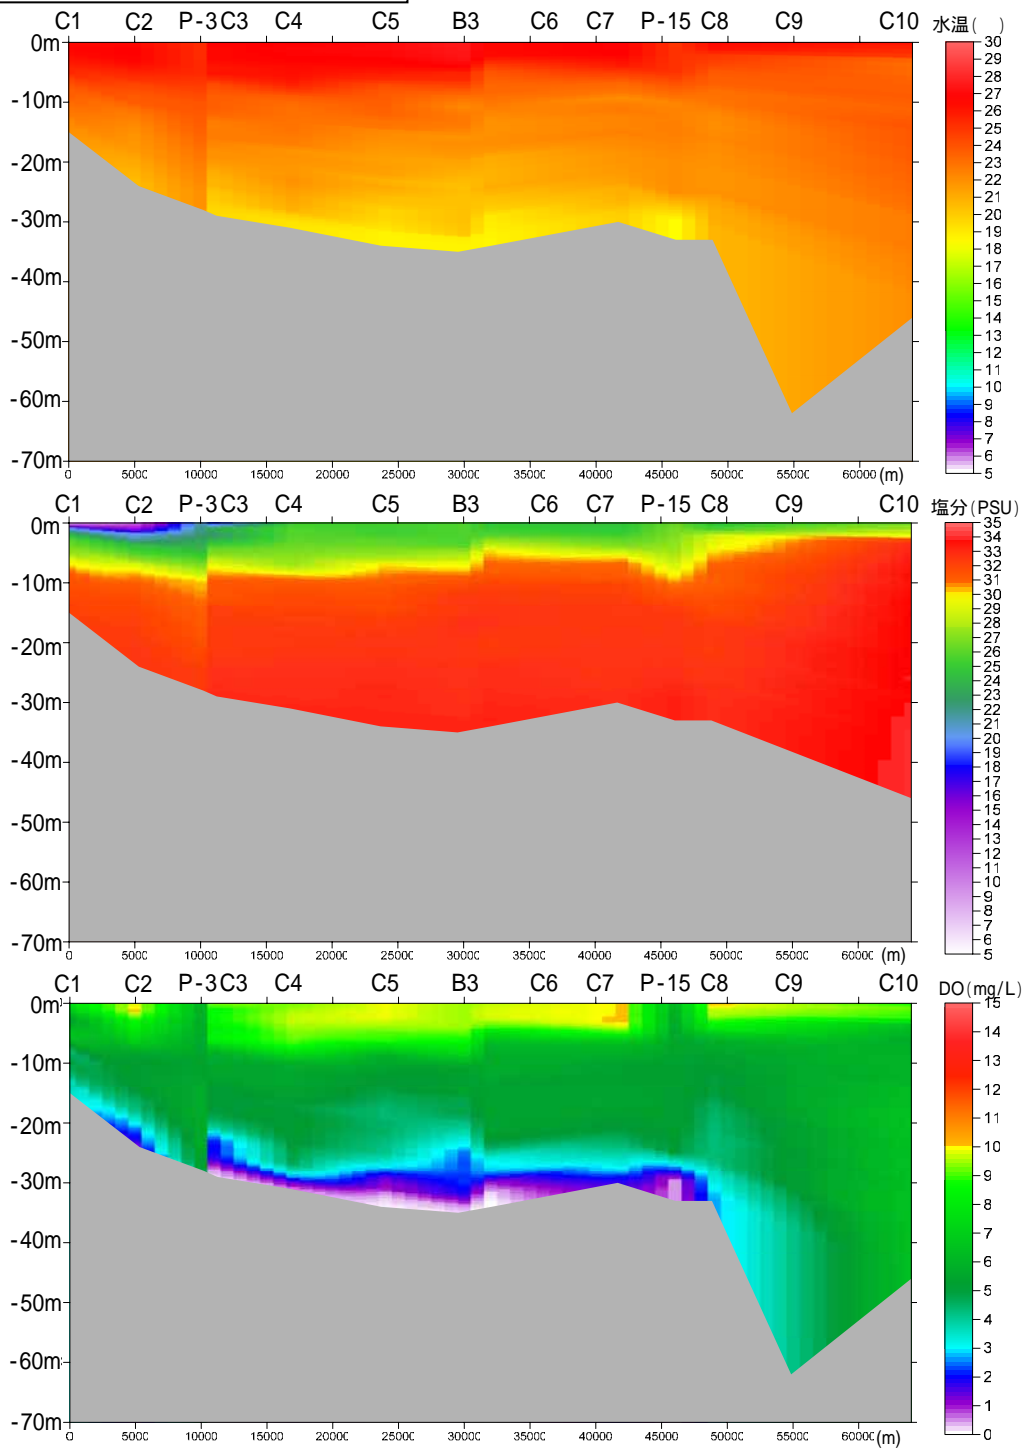 C1 C2 P-3 C3 C4 C5 B3 C6 C7 P-15 C8 C9 C10 水温( )
0m
-10m
-20m
-30m
-40m
-50m
-60m
-70m
30
29
28
27
26
25
24
23
22
21
20
19
18
17
16
15
14
13
12
11
10
9
8
7
6
5
0 5000 10000 15000 20000 25000 30000 35000 40000 45000 50000 55000 60000 (m)
C1 C2 P-3 C3 C4 C5 B3 C6 C7 P-15 C8 C9 C10 塩分(PSU)
0m
-10m
-20m
-30m
-40m
-50m
-60m
-70m
35
34
33
32
31
30
29
28
27
26
25
24
23
22
21
20
19
18
17
16
15
14
13
12
11
10
9
8
7
6
5
0 5000 10000 15000 20000 25000 30000 35000 40000 45000 50000 55000 60000 (m)
C1 C2 P-3 C3 C4 C5 B3 C6 C7 P-15 C8 C9 C10 DO(mg/L)
0m
-10m
-20m
-30m
-40m
-50m
-60m
-70m
15
14
13
12
11
10
9
8
7
6
5
4
3
2
1
0
0 5000 10000 15000 20000 25000 30000 35000 40000 45000 50000 55000 60000 (m)